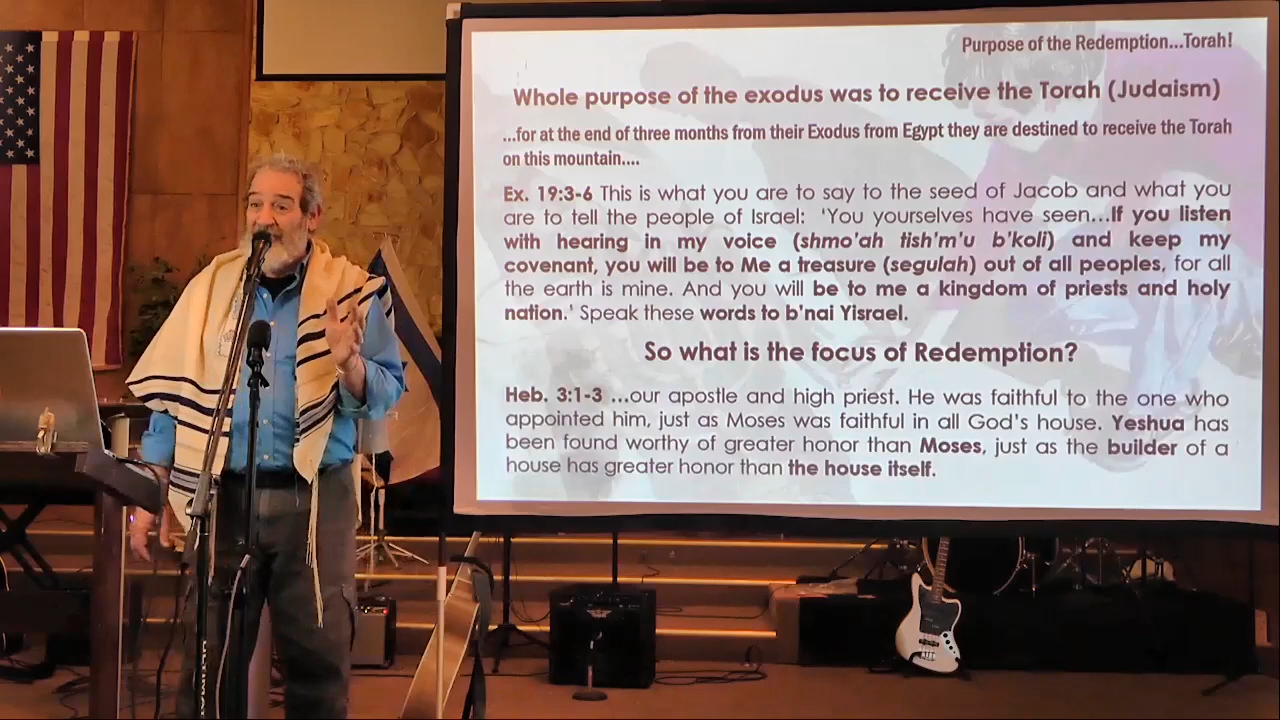 Purpose of the Redemption...Torah!
Whole purpose of the exodus was to receive the Torah (Judaism)
...for at the end of three months from their Exodus from Egypt they are destined to receive the Torah
on this mountain....
Ex. 19:3-6 This is what you are to say to the seed of Jacob and what you
are to tell the people of Israel: 'You yourselves have seen...If you listen
with hearing in my voice (shmo'ah tish'm'u b'koli) and keep my
covenant, you will be to Me a treasure (segulah) out of all peoples, for all
the earth is mine. And you will be to me a kingdom of priests and holy
nation.' Speak these words to b'nai Yisrael.
So what is the focus of Redemption?
Heb. 3:1-3 ...our apostle and high priest. He was faithful to the one who
appointed him, just as Moses was faithful in all God's house. Yeshua has
been found worthy of greater honor than Moses, just as the builder of a
house has greater honor than the house itself.